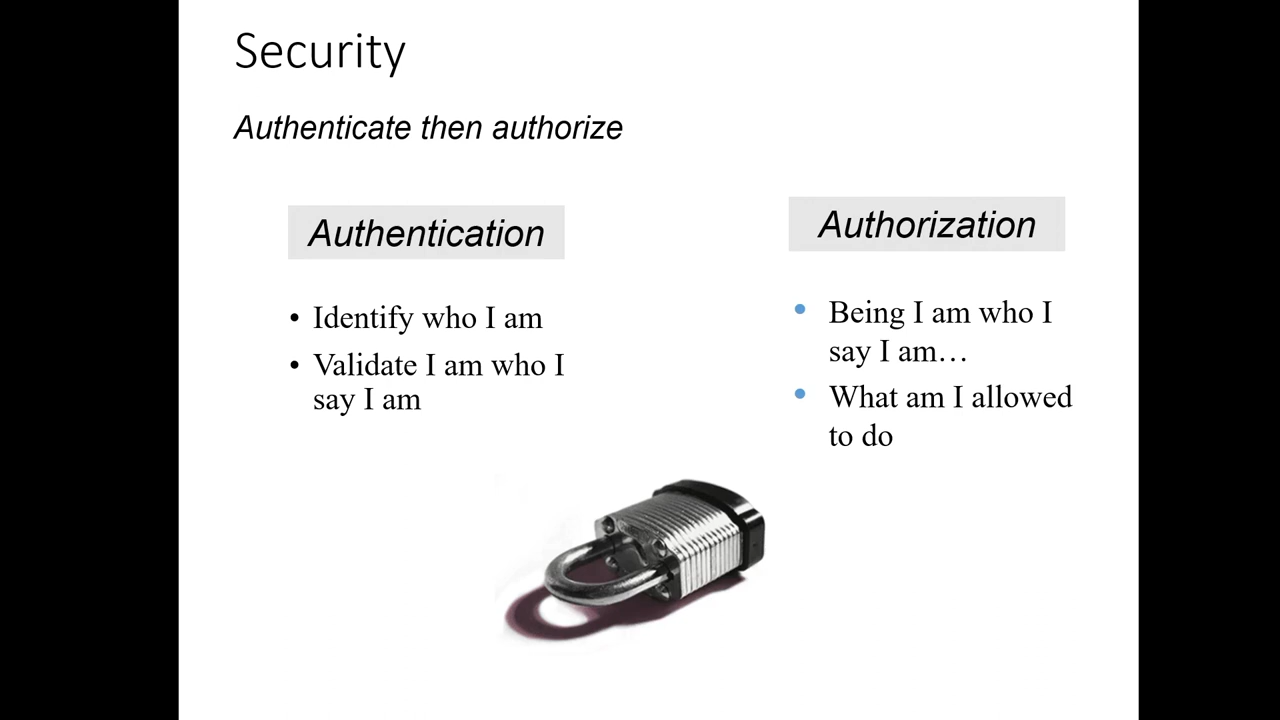 Security
Authenticate then authorize
Authentication
• Identify who I am
• Validate I am who I
say I am
Authorization
• Being I am who I
say I am…
• What am I allowed
to do